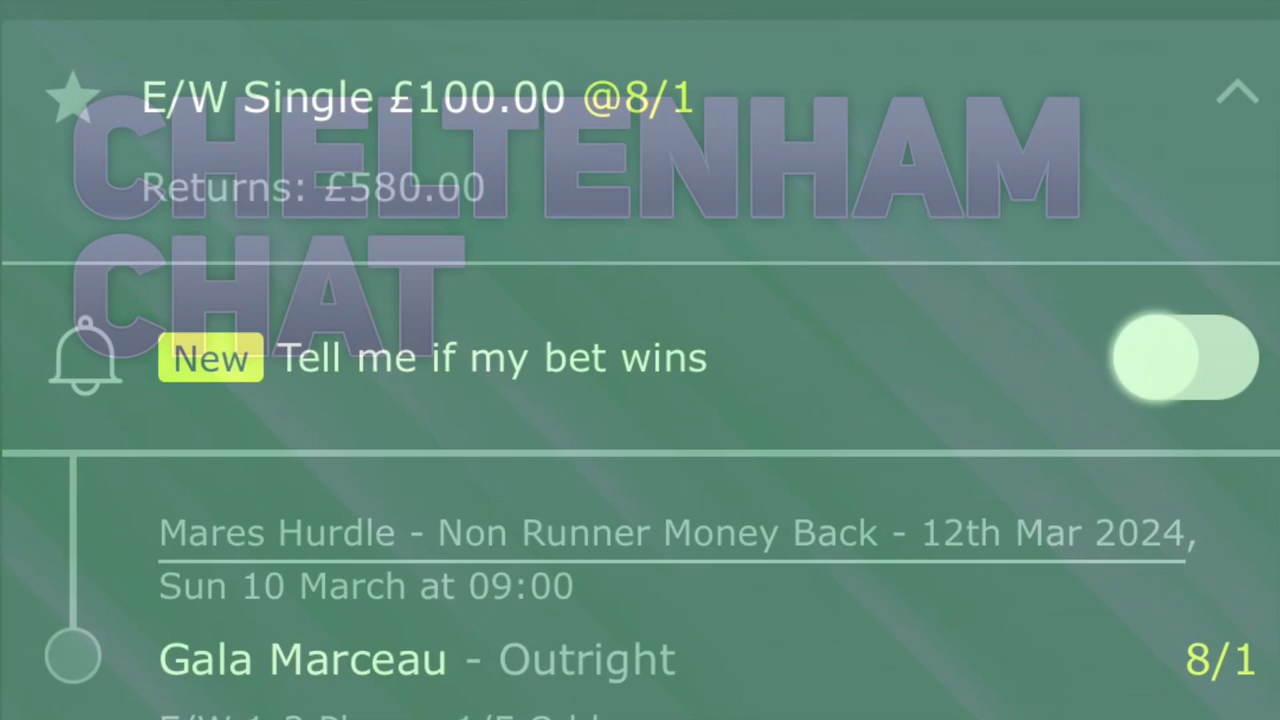 E/W Single £100.00 @8/1
CHELTENHAM
Returns: £580.00
CHAT
New Tell me if my bet wins
Mares Hurdle - Non Runner Money Back - 12th Mar 2024,
Sun 10 March at 09:00
Gala Marceau - Outright 8/1